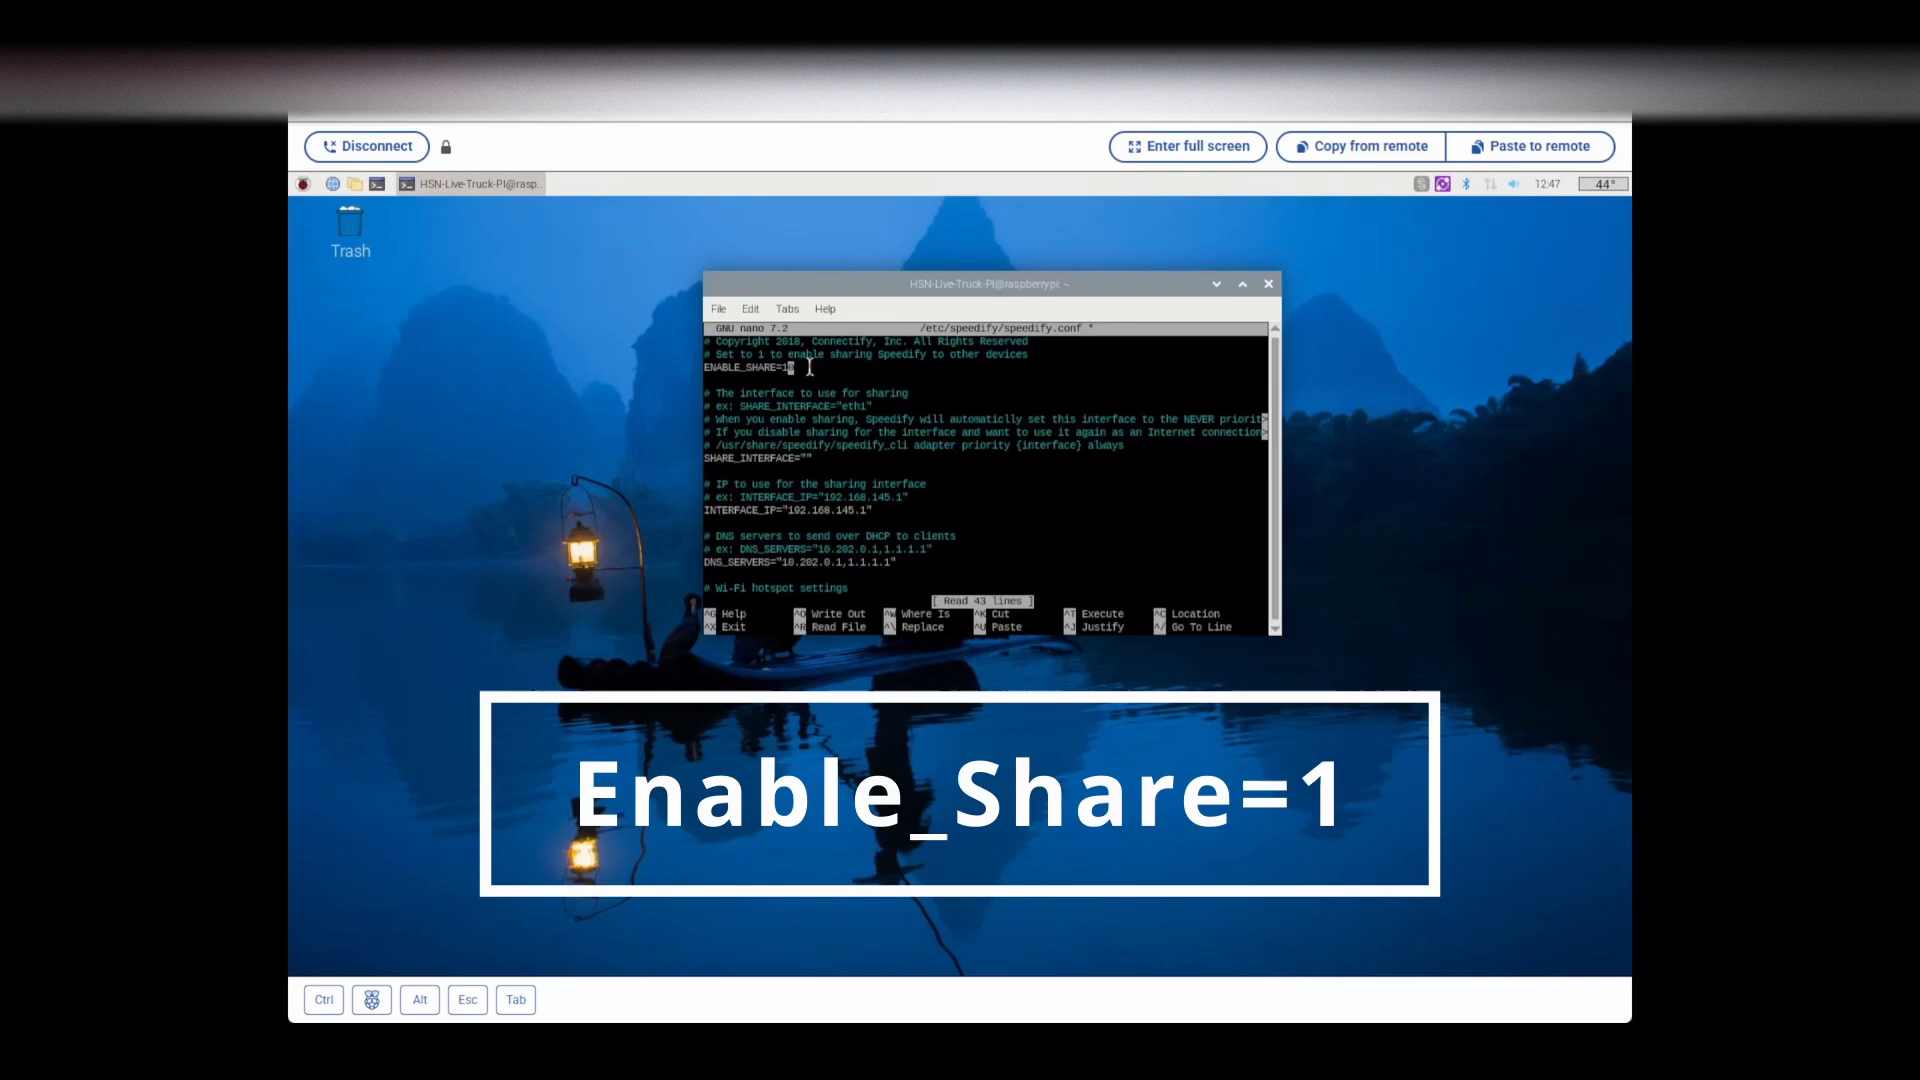 Disconnect
Enter full screen
Copy from remote
Paste to remote
HSN-Live-Truck-PI@rasp..
12:47
44°
Trash
HSN-Live-Truck-PI@raspberrypi: ~
File Edit Tabs Help
GNU nano 7.2 /etc/speedify/speedify.conf *
# Copyright 2018, Connectify, Inc. All Rights Reserved
# Set to 1 to enable sharing Speedify to other devices
ENABLE_SHARE=10
# The interface to use for sharing
# ex: SHARE_INTERFACE="eth1"
# When you enable sharing, Speedify will automaticlly set this interface to the NEVER priorit>
# If you disable sharing for the interface and want to use it again as an Internet connection>
# /usr/share/speedify/speedify_cli adapter priority {interface} always
SHARE_INTERFACE=""
# IP to use for the sharing interface
# ex: INTERFACE_IP="192.168.145.1"
INTERFACE_IP="192.168.145.1"
# DNS servers to send over DHCP to clients
# ex: DNS_SERVERS="10.202.0.1,1.1.1.1"
DNS_SERVERS="10.202.0.1,1.1.1.1"
# Wi-Fi hotspot settings
[ Read 43 lines ]
^G Help ^O Write Out ^W Where Is ^K Cut ^T Execute ^C Location
^X Exit ^R Read File ^\ Replace ^U Paste ^J Justify ^/ Go To Line
Enable_Share=1
Ctrl
Alt
Esc
Tab